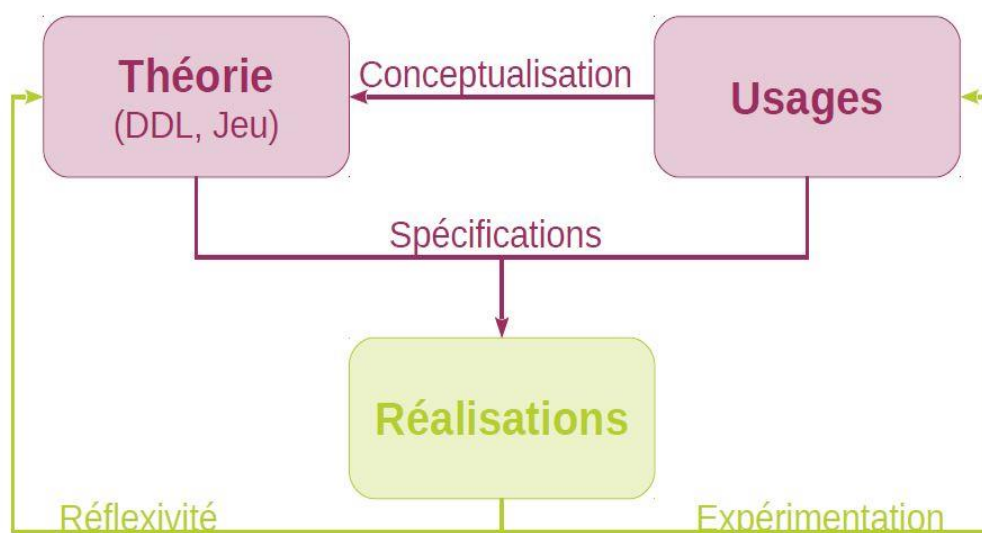 Théorie
(DDL, Jeu)
Conceptualisation
Usages
Spécifications
Réalisations
Réflexivité
Expérimentation